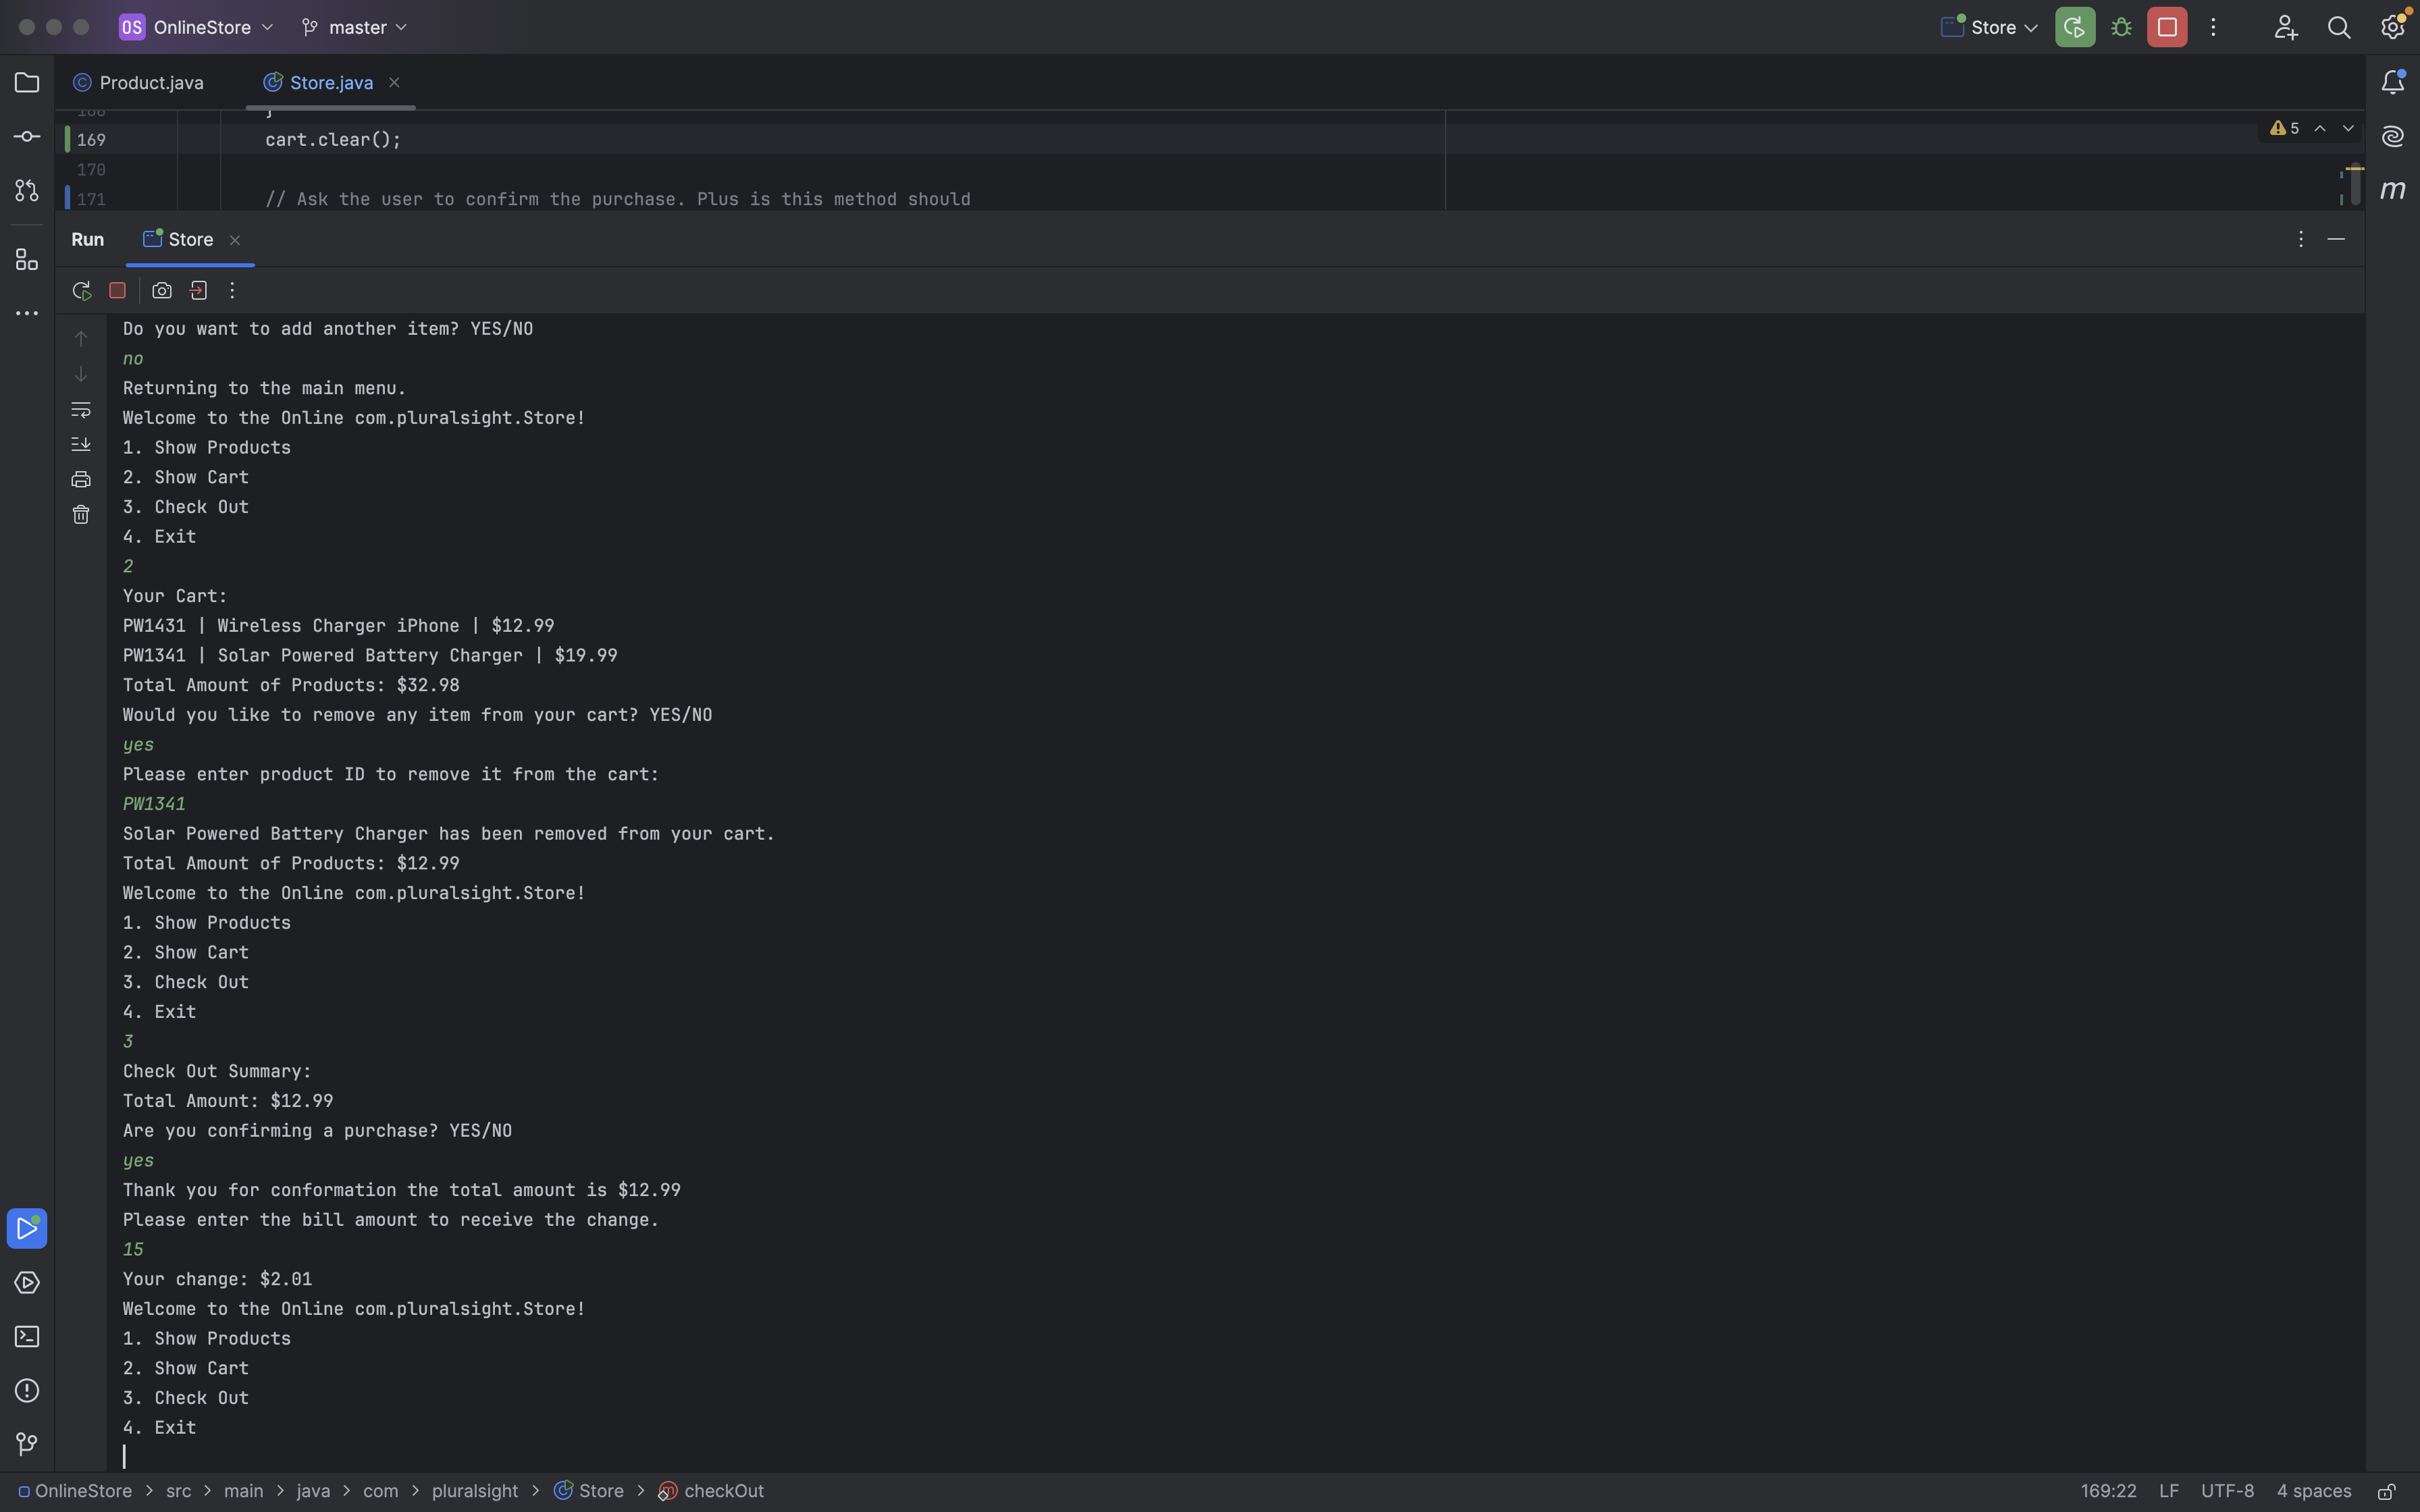 OS OnlineStore master Store
Product.java Store.java
168 }
169 cart.clear(); 5
170
171 // Ask the user to confirm the purchase. Plus is this method should
Run Store
Do you want to add another item? YES/NO
no
Returning to the main menu.
Welcome to the Online com.pluralsight.Store!
1. Show Products
2. Show Cart
3. Check Out
4. Exit
2
Your Cart:
PW1431 | Wireless Charger iPhone | $12.99
PW1341 | Solar Powered Battery Charger | $19.99
Total Amount of Products: $32.98
Would you like to remove any item from your cart? YES/NO
yes
Please enter product ID to remove it from the cart:
PW1341
Solar Powered Battery Charger has been removed from your cart.
Total Amount of Products: $12.99
Welcome to the Online com.pluralsight.Store!
1. Show Products
2. Show Cart
3. Check Out
4. Exit
3
Check Out Summary:
Total Amount: $12.99
Are you confirming a purchase? YES/NO
yes
Thank you for conformation the total amount is $12.99
Please enter the bill amount to receive the change.
15
Your change: $2.01
Welcome to the Online com.pluralsight.Store!
1. Show Products
2. Show Cart
3. Check Out
4. Exit
OnlineStore > src > main > java > com > pluralsight > Store > checkOut 169:22 LF UTF-8 4 spaces